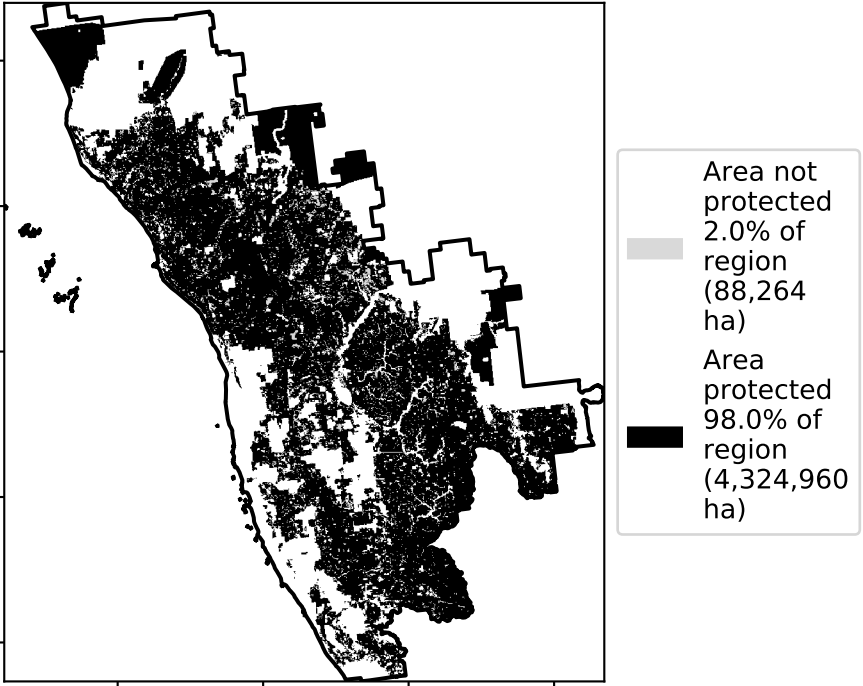 Area not
protected
2.0% of
region
(88,264
ha)
Area
protected
98.0% of
region
(4,324,960
ha)